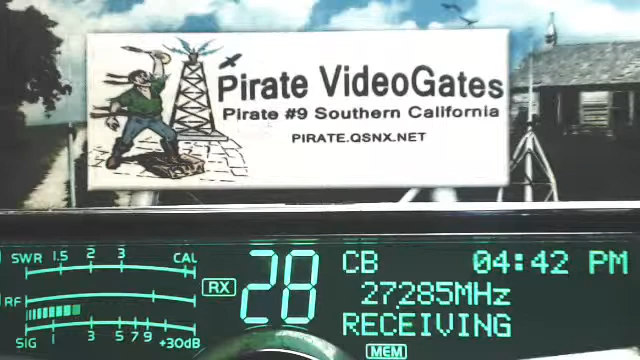 Pirate VideoGates
Pirate #9 Southern California
PIRATE.QSNX.NET
SWR 1.5 2 3 CAL
RF
SIG 1 3 5 7 9 +30dB
RX
28
CB 04:42 PM
27285MHz
RECEIVING
MEM